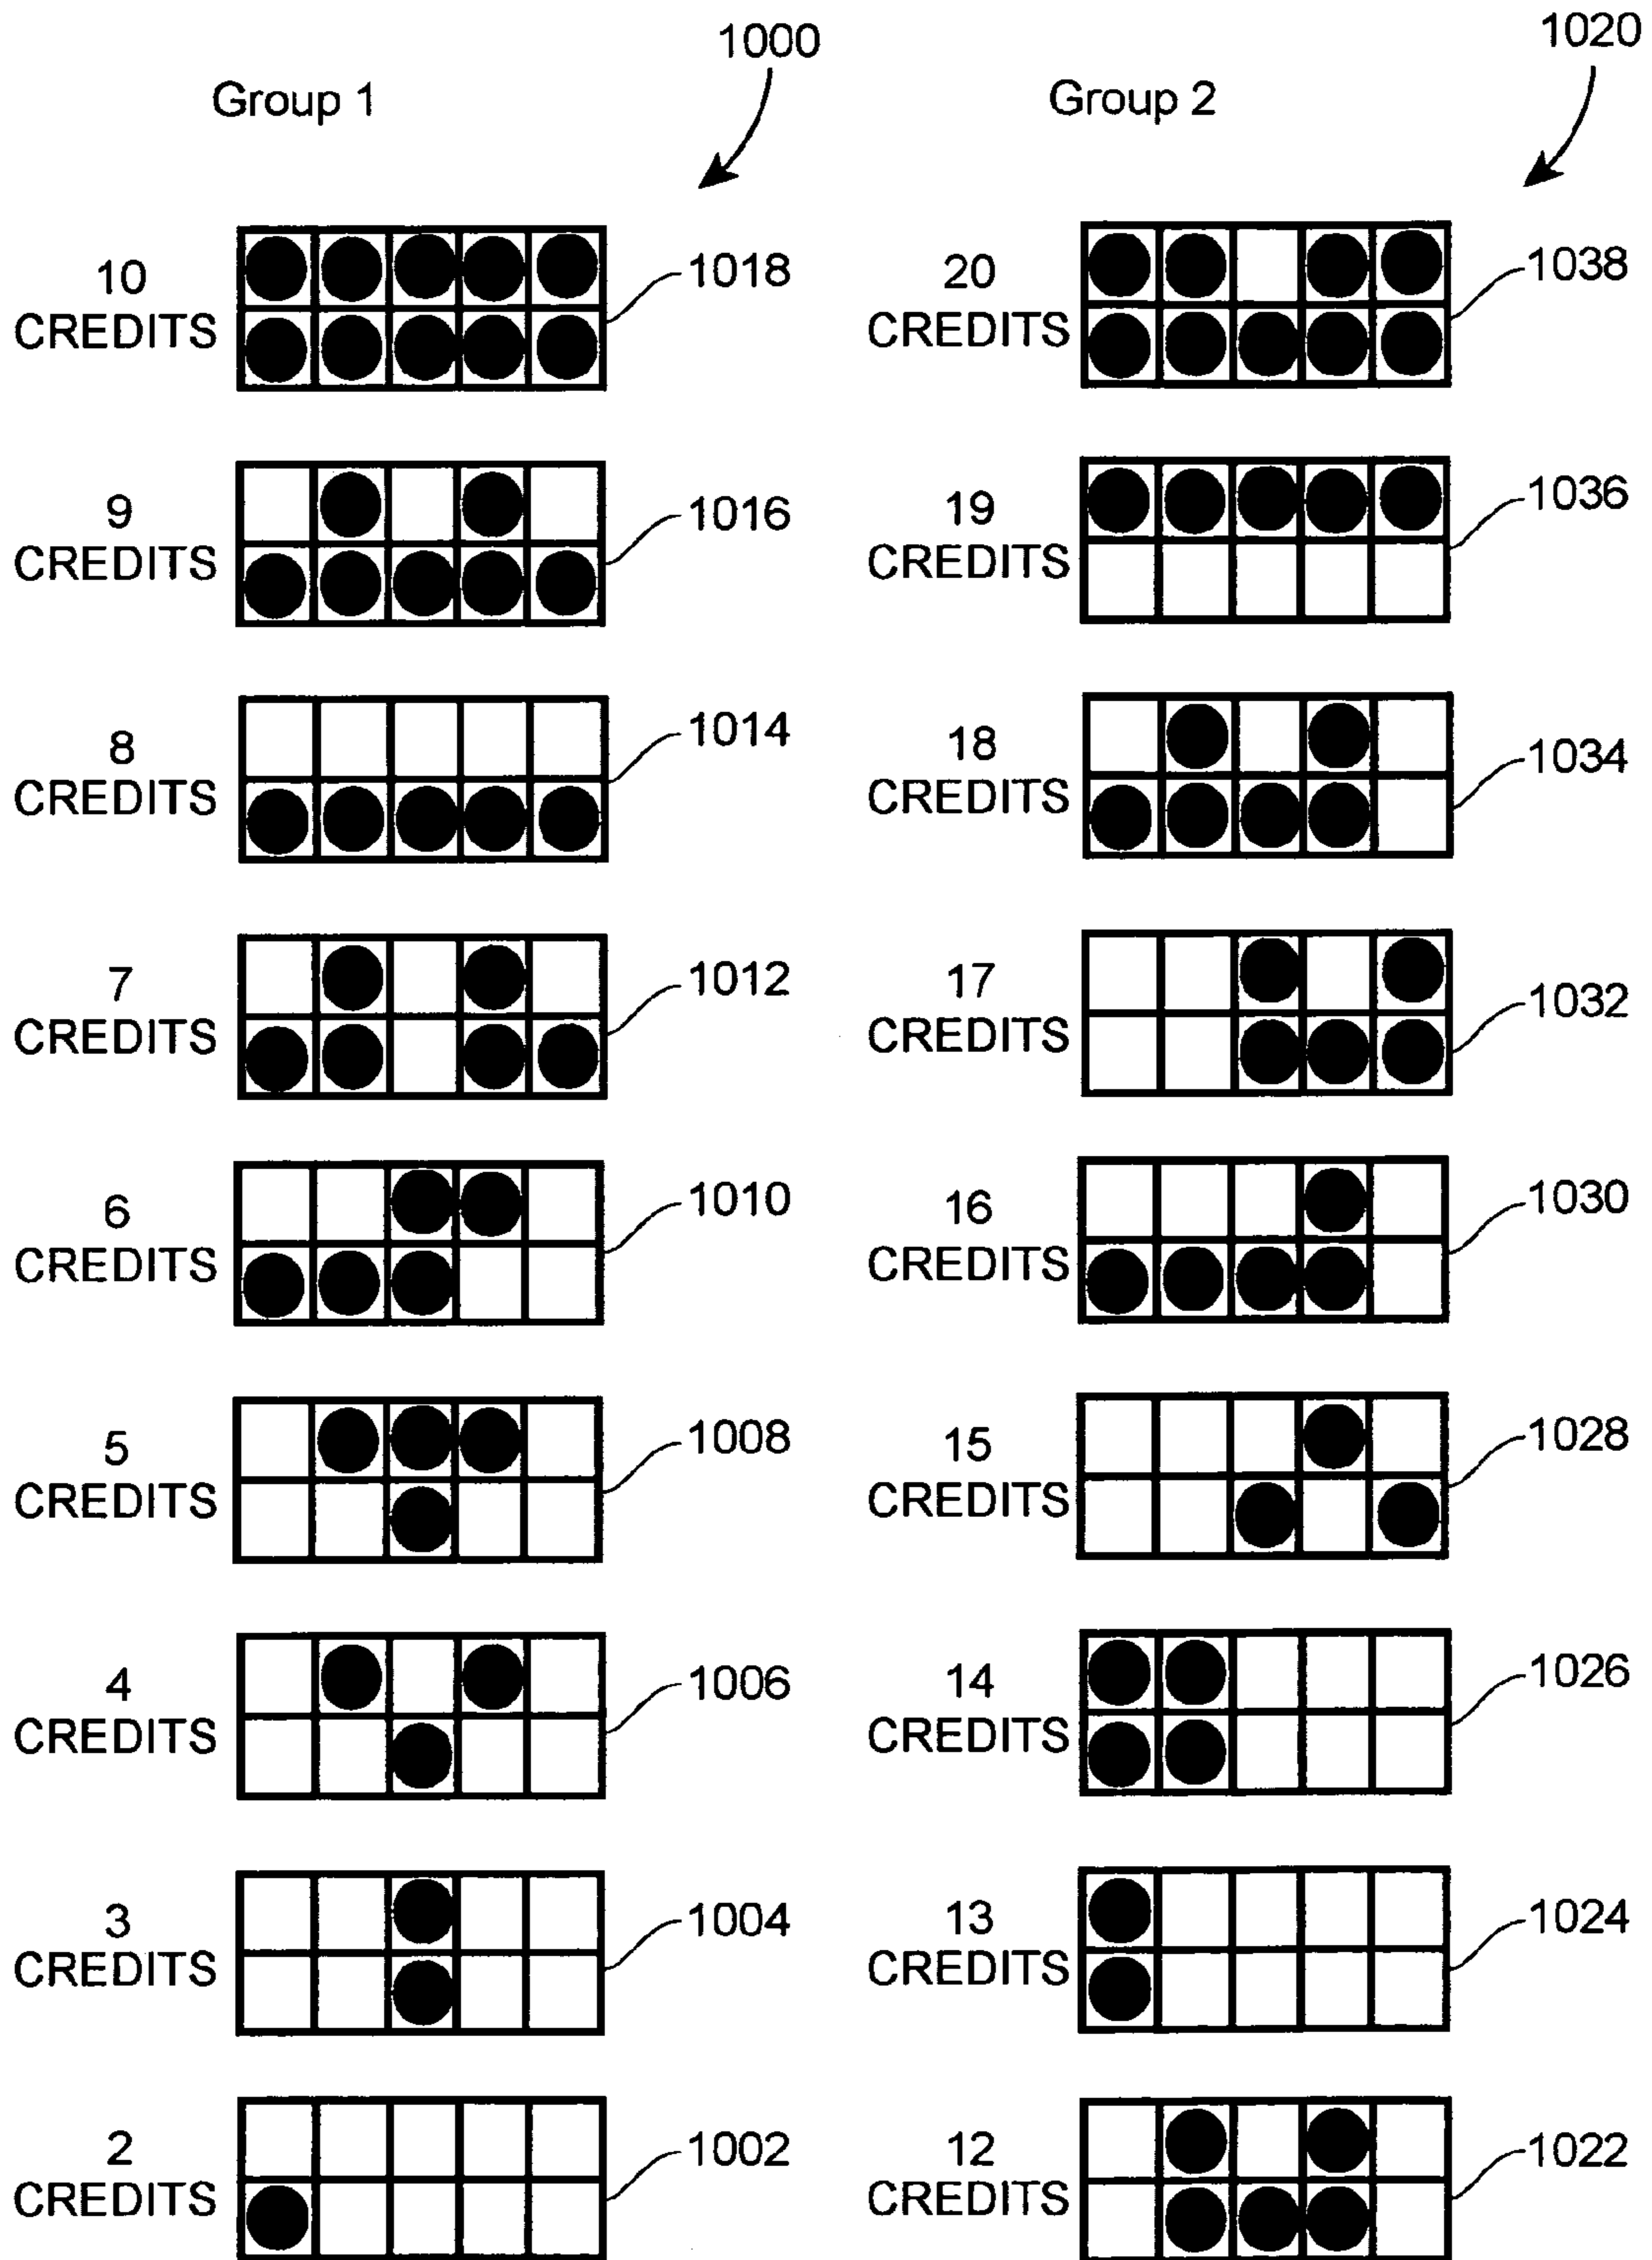 1000
1020
Group 1
Group 2
10
CREDITS
1018
20
CREDITS
1038
9
CREDITS
1016
19
CREDITS
1036
8
CREDITS
1014
18
CREDITS
1034
7
CREDITS
1012
17
CREDITS
1032
6
CREDITS
1010
16
CREDITS
1030
5
CREDITS
1008
15
CREDITS
1028
4
CREDITS
1006
14
CREDITS
1026
3
CREDITS
1004
13
CREDITS
1024
2
CREDITS
1002
12
CREDITS
1022